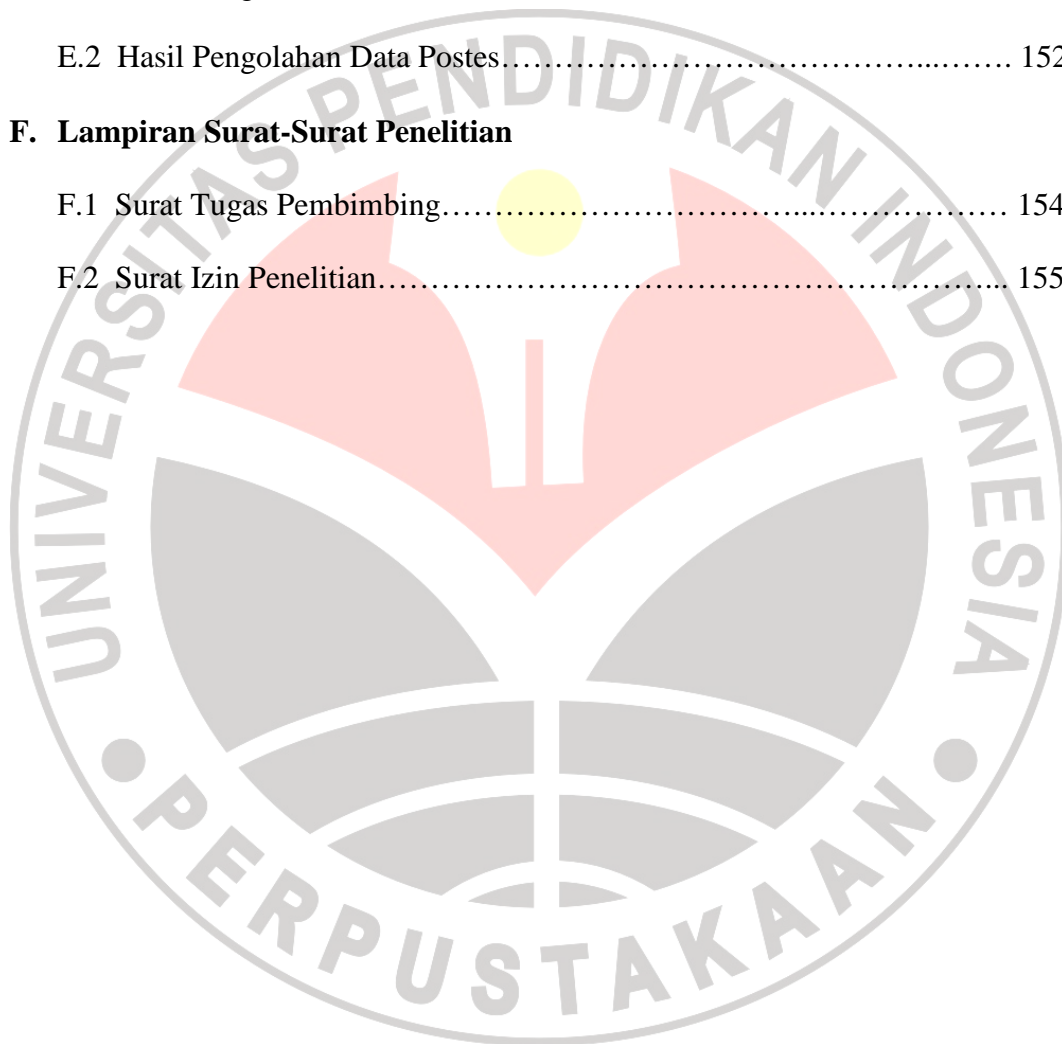 E.2 Hasil Pengolahan Data Postes……………………………………...……. 152
F. Lampiran Surat-Surat Penelitian
F.1 Surat Tugas Pembimbing……………………………...……………… 154
F.2 Surat Izin Penelitian…………………………………………………... 155
UNIVERSITAS PENDIDIKAN INDONESIA
PERPUSTAKAAN